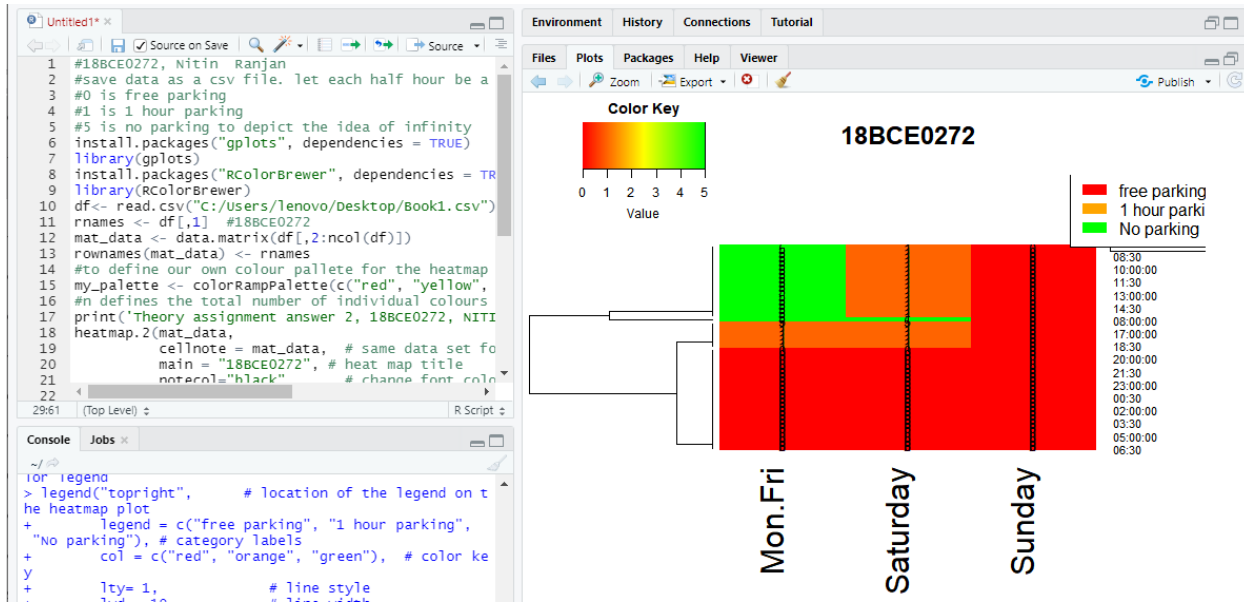 Untitled1*
Source on Save
Source
1 #18BCE0272, Nitin Ranjan
2 #save data as a csv file. let each half hour be a
3 #0 is free parking
4 #1 is 1 hour parking
5 #5 is no parking to depict the idea of infinity
6 install.packages("gplots", dependencies = TRUE)
7 library(gplots)
8 install.packages("RColorBrewer", dependencies = TR
9 library(RColorBrewer)
10 df<- read.csv("C:/Users/lenovo/Desktop/Book1.csv")
11 rnames <- df[,1] #18BCE0272
12 mat_data <- data.matrix(df[,2:ncol(df)])
13 rownames(mat_data) <- rnames
14 #to define our own colour pallete for the heatmap
15 my_palette <- colorRampPalette(c("red", "yellow",
16 #n defines the total number of individual colours
17 print('Theory assignment answer 2, 18BCE0272, NITI
18 heatmap.2(mat_data,
19 cellnote = mat_data, # same data set fo
20 main = "18BCE0272", # heat map title
21 notecol="black" # change font colo
22
29:61 (Top Level) R Script
Console Jobs
~/
for legend
> legend("topright", # location of the legend on t
he heatmap plot
+ legend = c("free parking", "1 hour parking",
"No parking"), # category labels
+ col = c("red", "orange", "green"), # color ke
y
+ lty= 1, # line style
Environment History Connections Tutorial
Files Plots Packages Help Viewer
Zoom Export Publish
Color Key
0 1 2 3 4 5
Value
18BCE0272
free parking
1 hour parki
No parking
08:30
10:00:00
11:30
13:00:00
14:30
08:00:00
17:00:00
18:30
20:00:00
21:30
23:00:00
00:30
02:00:00
03:30
05:00:00
06:30
Mon.Fri
Saturday
Sunday